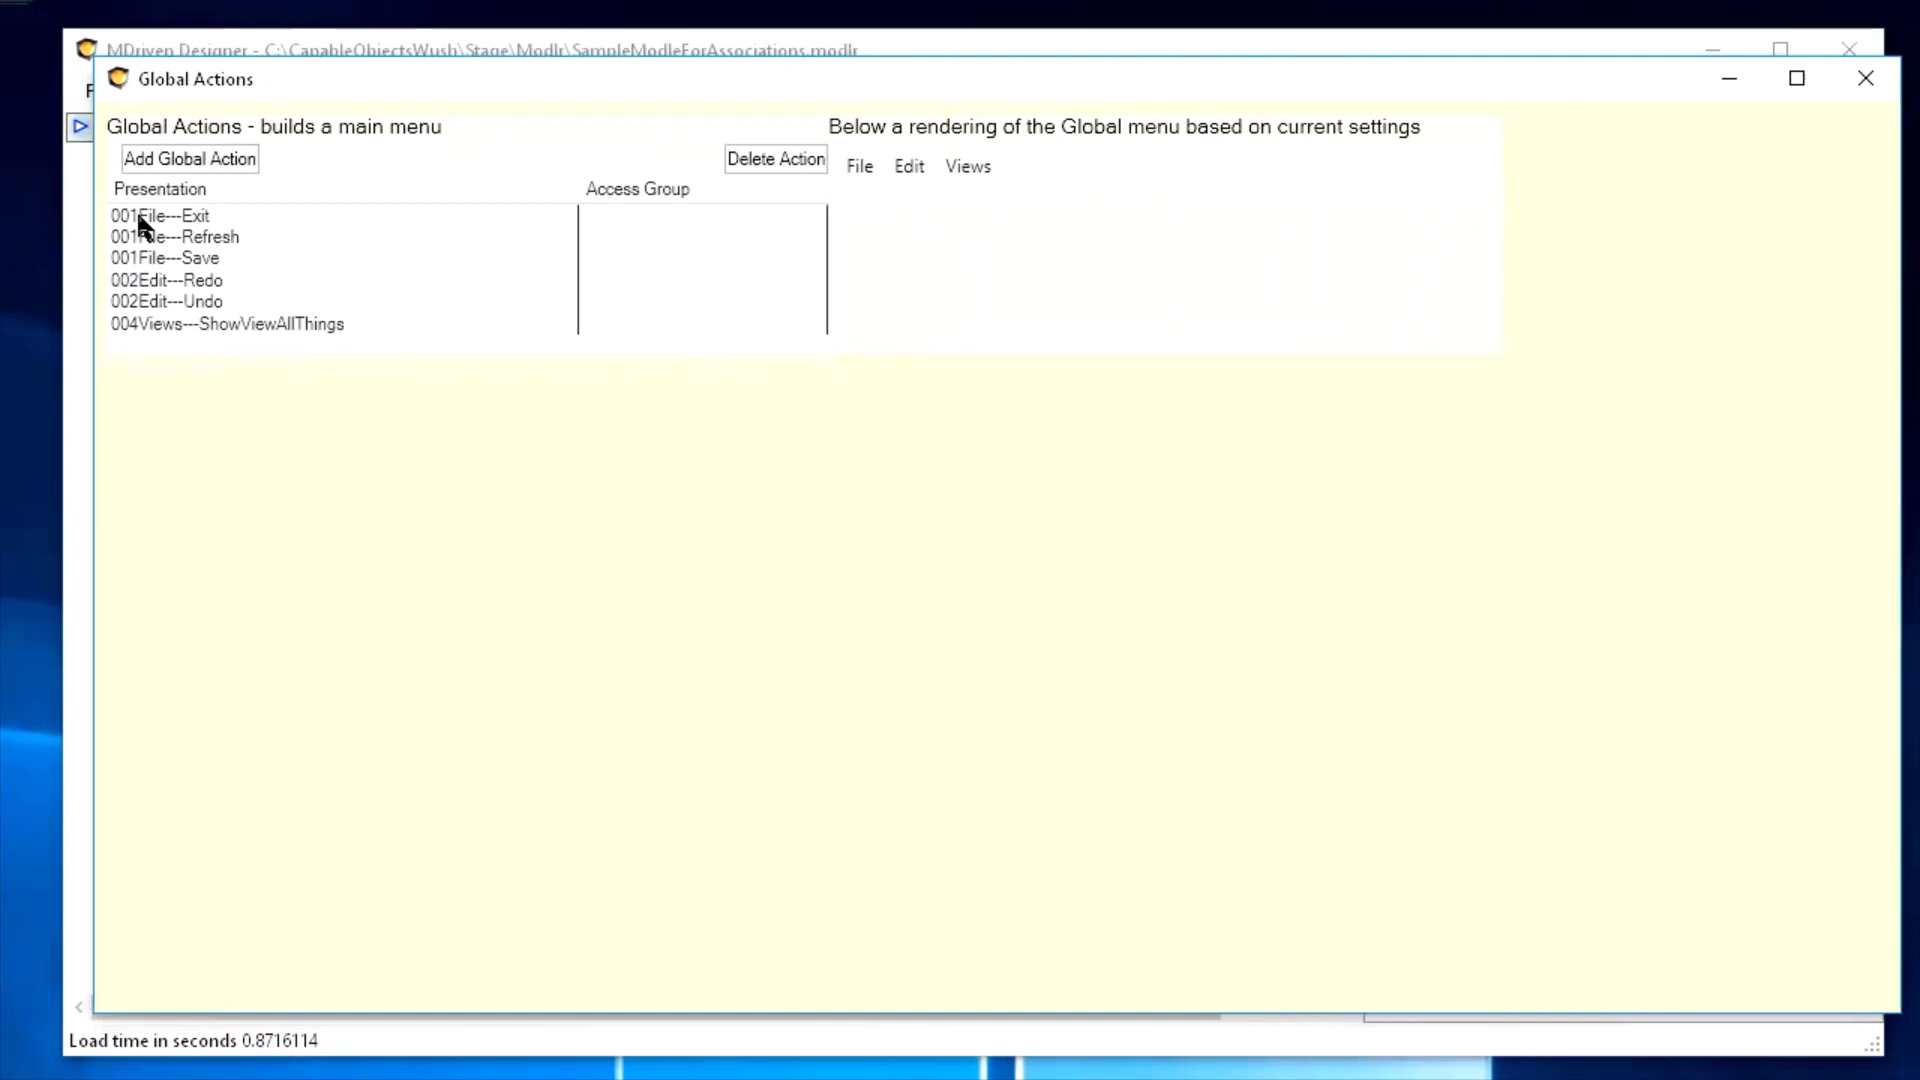 MDriven Designer - C:\CapableObjectsWush\Stage\Modlr\SampleModleForAssociations.modlr
Global Actions
F
Global Actions - builds a main menu
Below a rendering of the Global menu based on current settings
Add Global Action
Delete Action
File Edit Views
Presentation
Access Group
001File---Exit
001File---Refresh
001File---Save
002Edit---Redo
002Edit---Undo
004Views---ShowViewAllThings
Load time in seconds 0.8716114